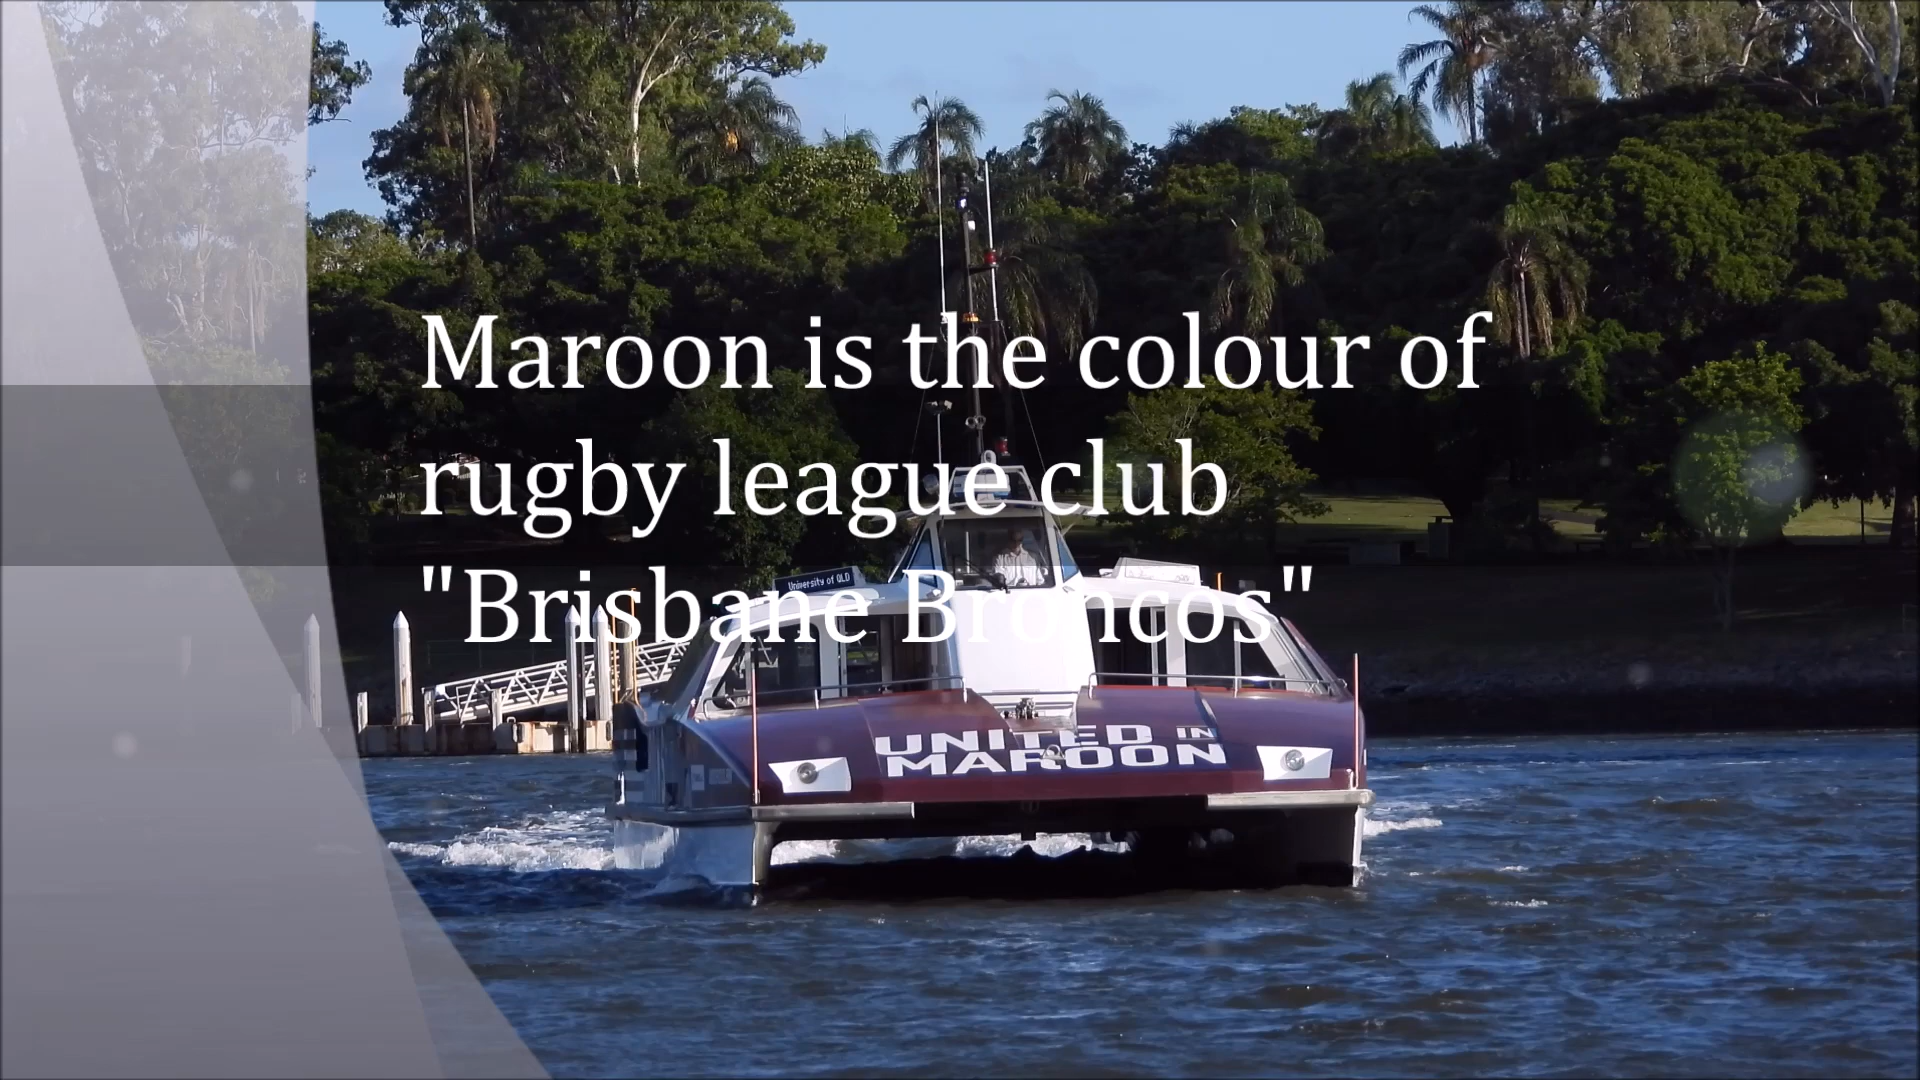 Maroon is the colour of
rugby league club
"Brisbane Broncos"
University of QLD
UNITED IN
MAROON